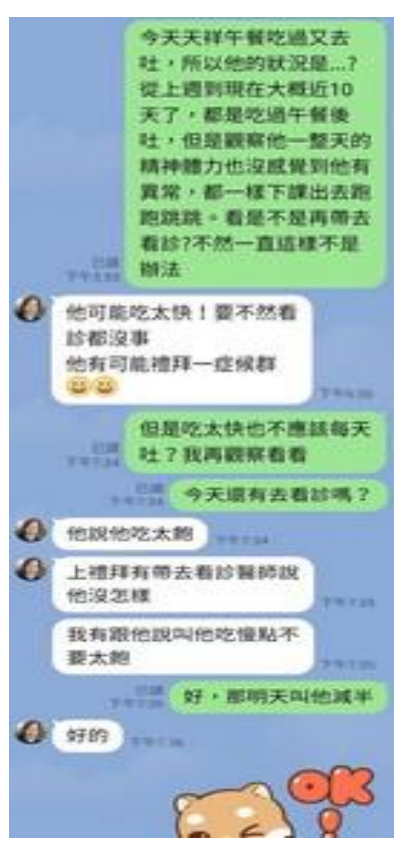 今天天祥午餐吃過又去
吐，所以他的狀況是...?
從上週到現在大概近10
天了，都是吃過午餐後
吐，但是觀察他一整天的
精神體力也沒感覺到他有
異常，都一樣下課出去跑
跑跳跳。看是不是再帶去
看診?不然一直這樣不是
辦法
已讀
他可能吃太快！要不然看
診都沒事
他有可能禮拜一症候群
😄😄
已讀
但是吃太快也不應該每天
吐？我再觀察看看
已讀
今天還有去看診嗎？
他說他吃太飽
上禮拜有帶去看診醫師說
他沒怎樣
我有跟他說叫他吃慢點不
要太飽
已讀
好，那明天叫他減半
好的
OK
!